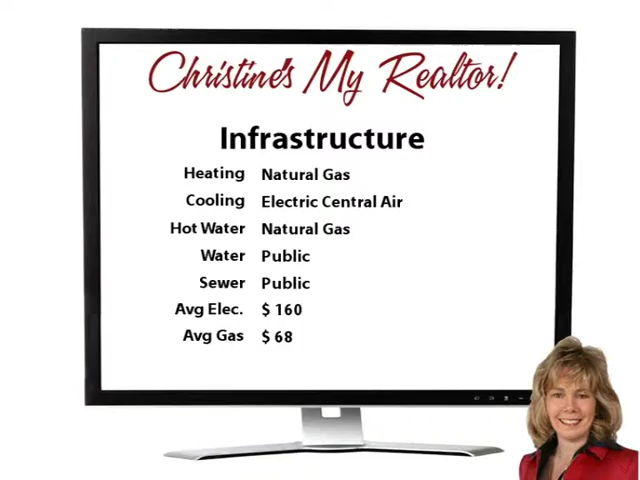 Christine's My Realtor!
Infrastructure
Heating Natural Gas
Cooling Electric Central Air
Hot Water Natural Gas
Water Public
Sewer Public
Avg Elec. $ 160
Avg Gas $ 68